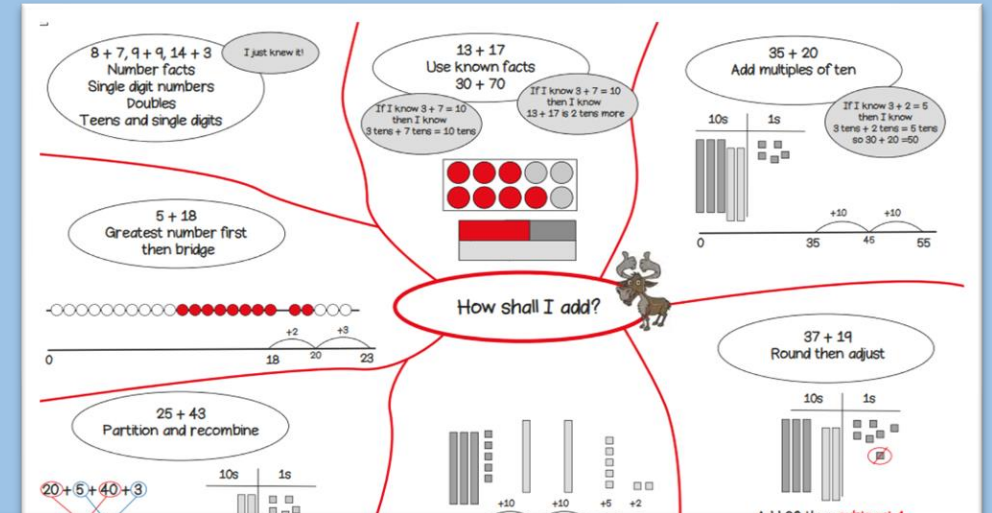 8 + 7, 9 + 9, 14 + 3
Number facts
Single digit numbers
Doubles
Teens and single digits
I just knew it!
13 + 17
Use known facts
30 + 70
If I know 3 + 7 = 10
then I know
3 tens + 7 tens = 10 tens
If I know 3 + 7 = 10
then I know
13 + 17 is 2 tens more
35 + 20
Add multiples of ten
If I know 3 + 2 = 5
then I know
3 tens + 2 tens = 5 tens
so 30 + 20 =50
10s 1s
+10 +10
0 35 45 55
5 + 18
Greatest number first
then bridge
+2 +3
0 18 20 23
How shall I add?
37 + 19
Round then adjust
10s 1s
25 + 43
Partition and recombine
20 + 5 + 40 + 3
10s 1s
+10 +10 +5 +2